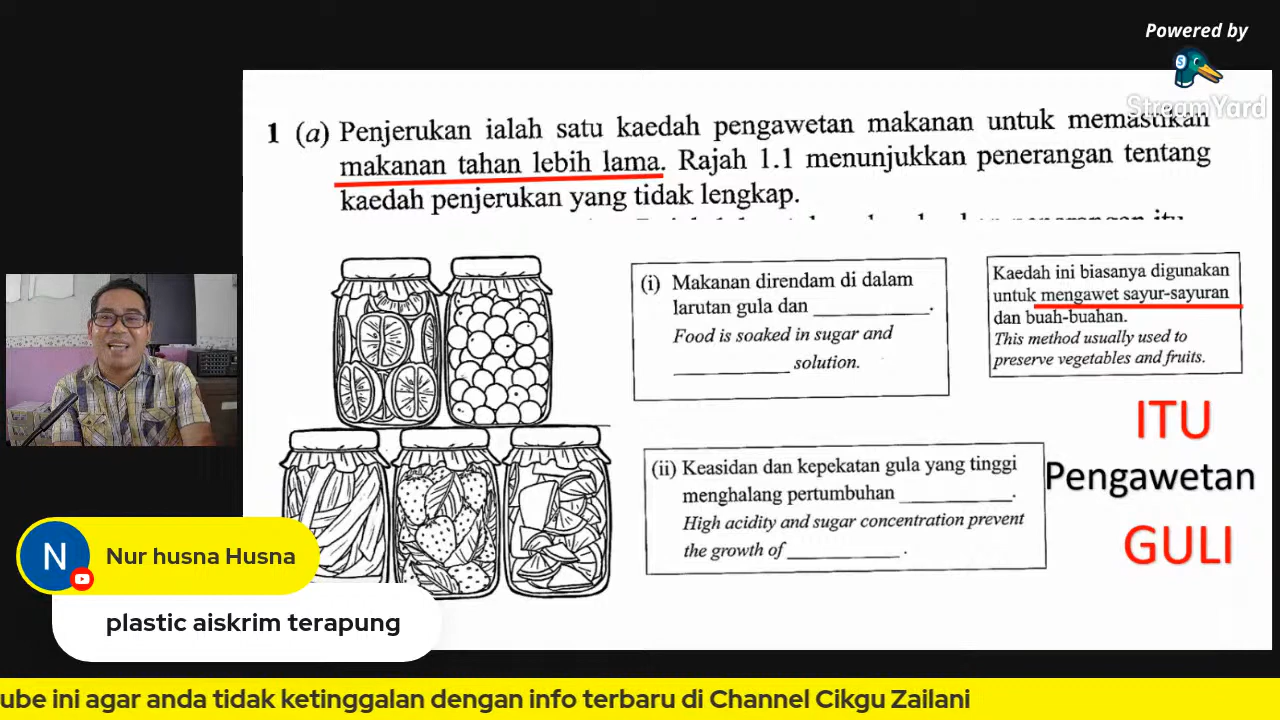 Powered by
StreamYard
1 (a) Penjerukan ialah satu kaedah pengawetan makanan untuk memastikan
makanan tahan lebih lama. Rajah 1.1 menunjukkan penerangan tentang
kaedah penjerukan yang tidak lengkap.
(i) Makanan direndam di dalam
larutan gula dan ____________.
Food is soaked in sugar and
____________ solution.
Kaedah ini biasanya digunakan
untuk mengawet sayur-sayuran
dan buah-buahan.
This method usually used to
preserve vegetables and fruits.
(ii) Keasidan dan kepekatan gula yang tinggi
menghalang pertumbuhan ____________.
High acidity and sugar concentration prevent
the growth of ____________.
ITU
Pengawetan
GULI
N
Nur husna Husna
plastic aiskrim terapung
ube ini agar anda tidak ketinggalan dengan info terbaru di Channel Cikgu Zailani